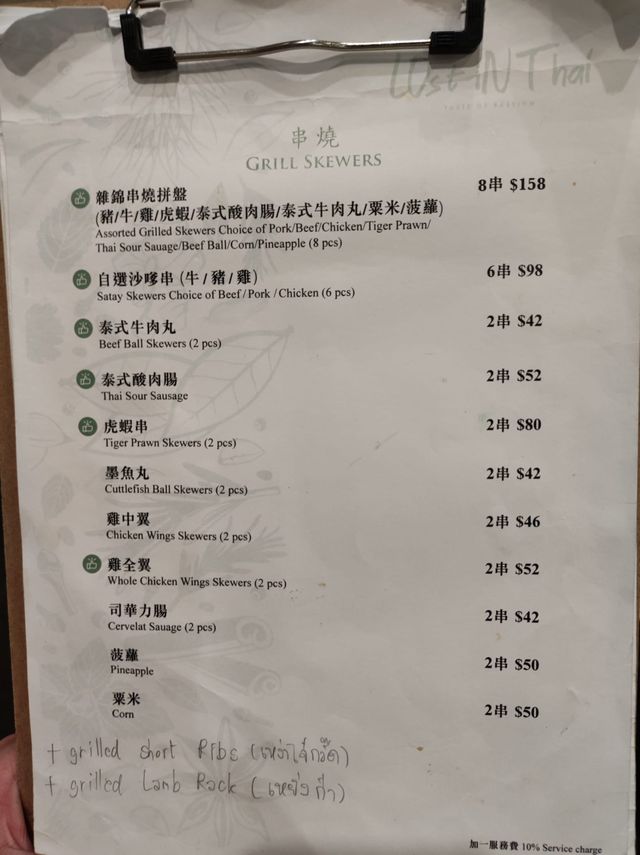 Lost IN Thai
TASTE OF PASSION
串燒
GRILL SKEWERS
雜錦串燒拼盤 8串 $158
(豬/牛/雞/虎蝦/泰式酸肉腸/泰式牛肉丸/粟米/菠蘿)
Assorted Grilled Skewers Choice of Pork/Beef/Chicken/Tiger Prawn/
Thai Sour Sauage/Beef Ball/Corn/Pineapple (8 pcs)
自選沙嗲串 (牛/豬/雞) 6串 $98
Satay Skewers Choice of Beef/Pork/Chicken (6 pcs)
泰式牛肉丸 2串 $42
Beef Ball Skewers (2 pcs)
泰式酸肉腸 2串 $52
Thai Sour Sausage
虎蝦串 2串 $80
Tiger Prawn Skewers (2 pcs)
墨魚丸 2串 $42
Cuttlefish Ball Skewers (2 pcs)
雞中翼 2串 $46
Chicken Wings Skewers (2 pcs)
雞全翼 2串 $52
Whole Chicken Wings Skewers (2 pcs)
司華力腸 2串 $42
Cervelat Sauage (2 pcs)
菠蘿 2串 $50
Pineapple
粟米 2串 $50
Corn
+ grilled short Ribs
+ grilled Lamb Rack
加一服務費 10% Service charge